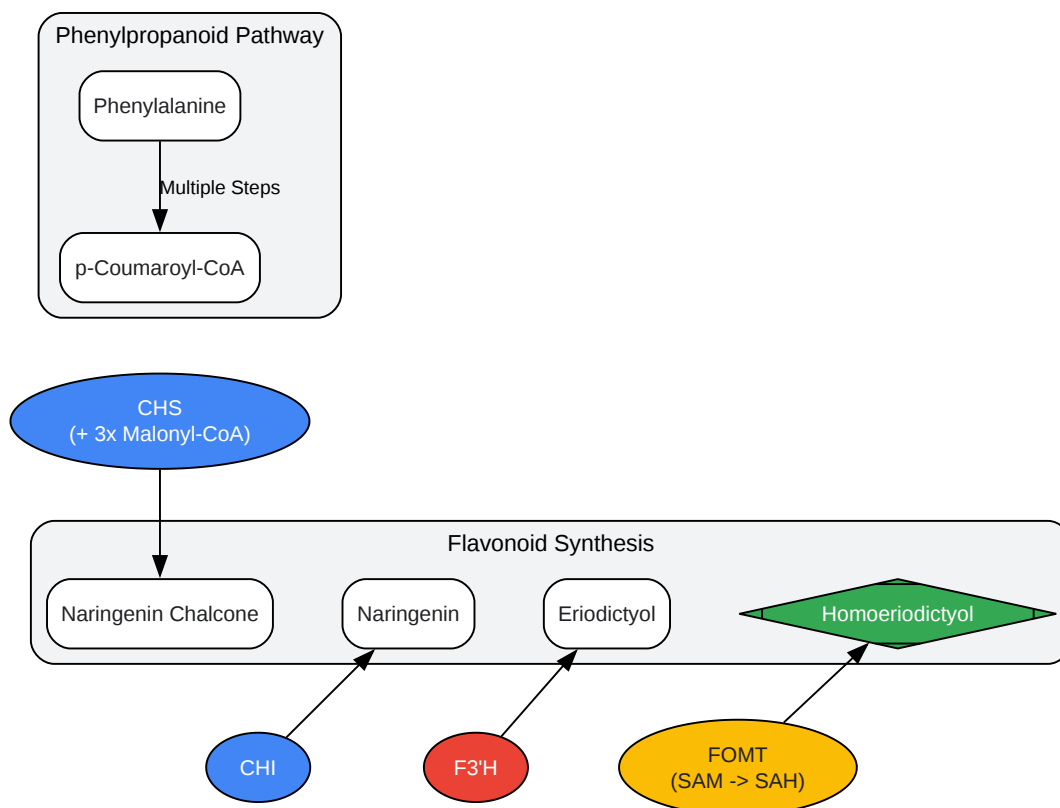 Phenylpropanoid Pathway
Phenylalanine
Multiple Steps
p-Coumaroyl-CoA
CHS
(+ 3x Malonyl-CoA)
Flavonoid Synthesis
Naringenin Chalcone
Naringenin
Eriodictyol
Homoeriodictyol
CHI
F3'H
FOMT
(SAM -> SAH)